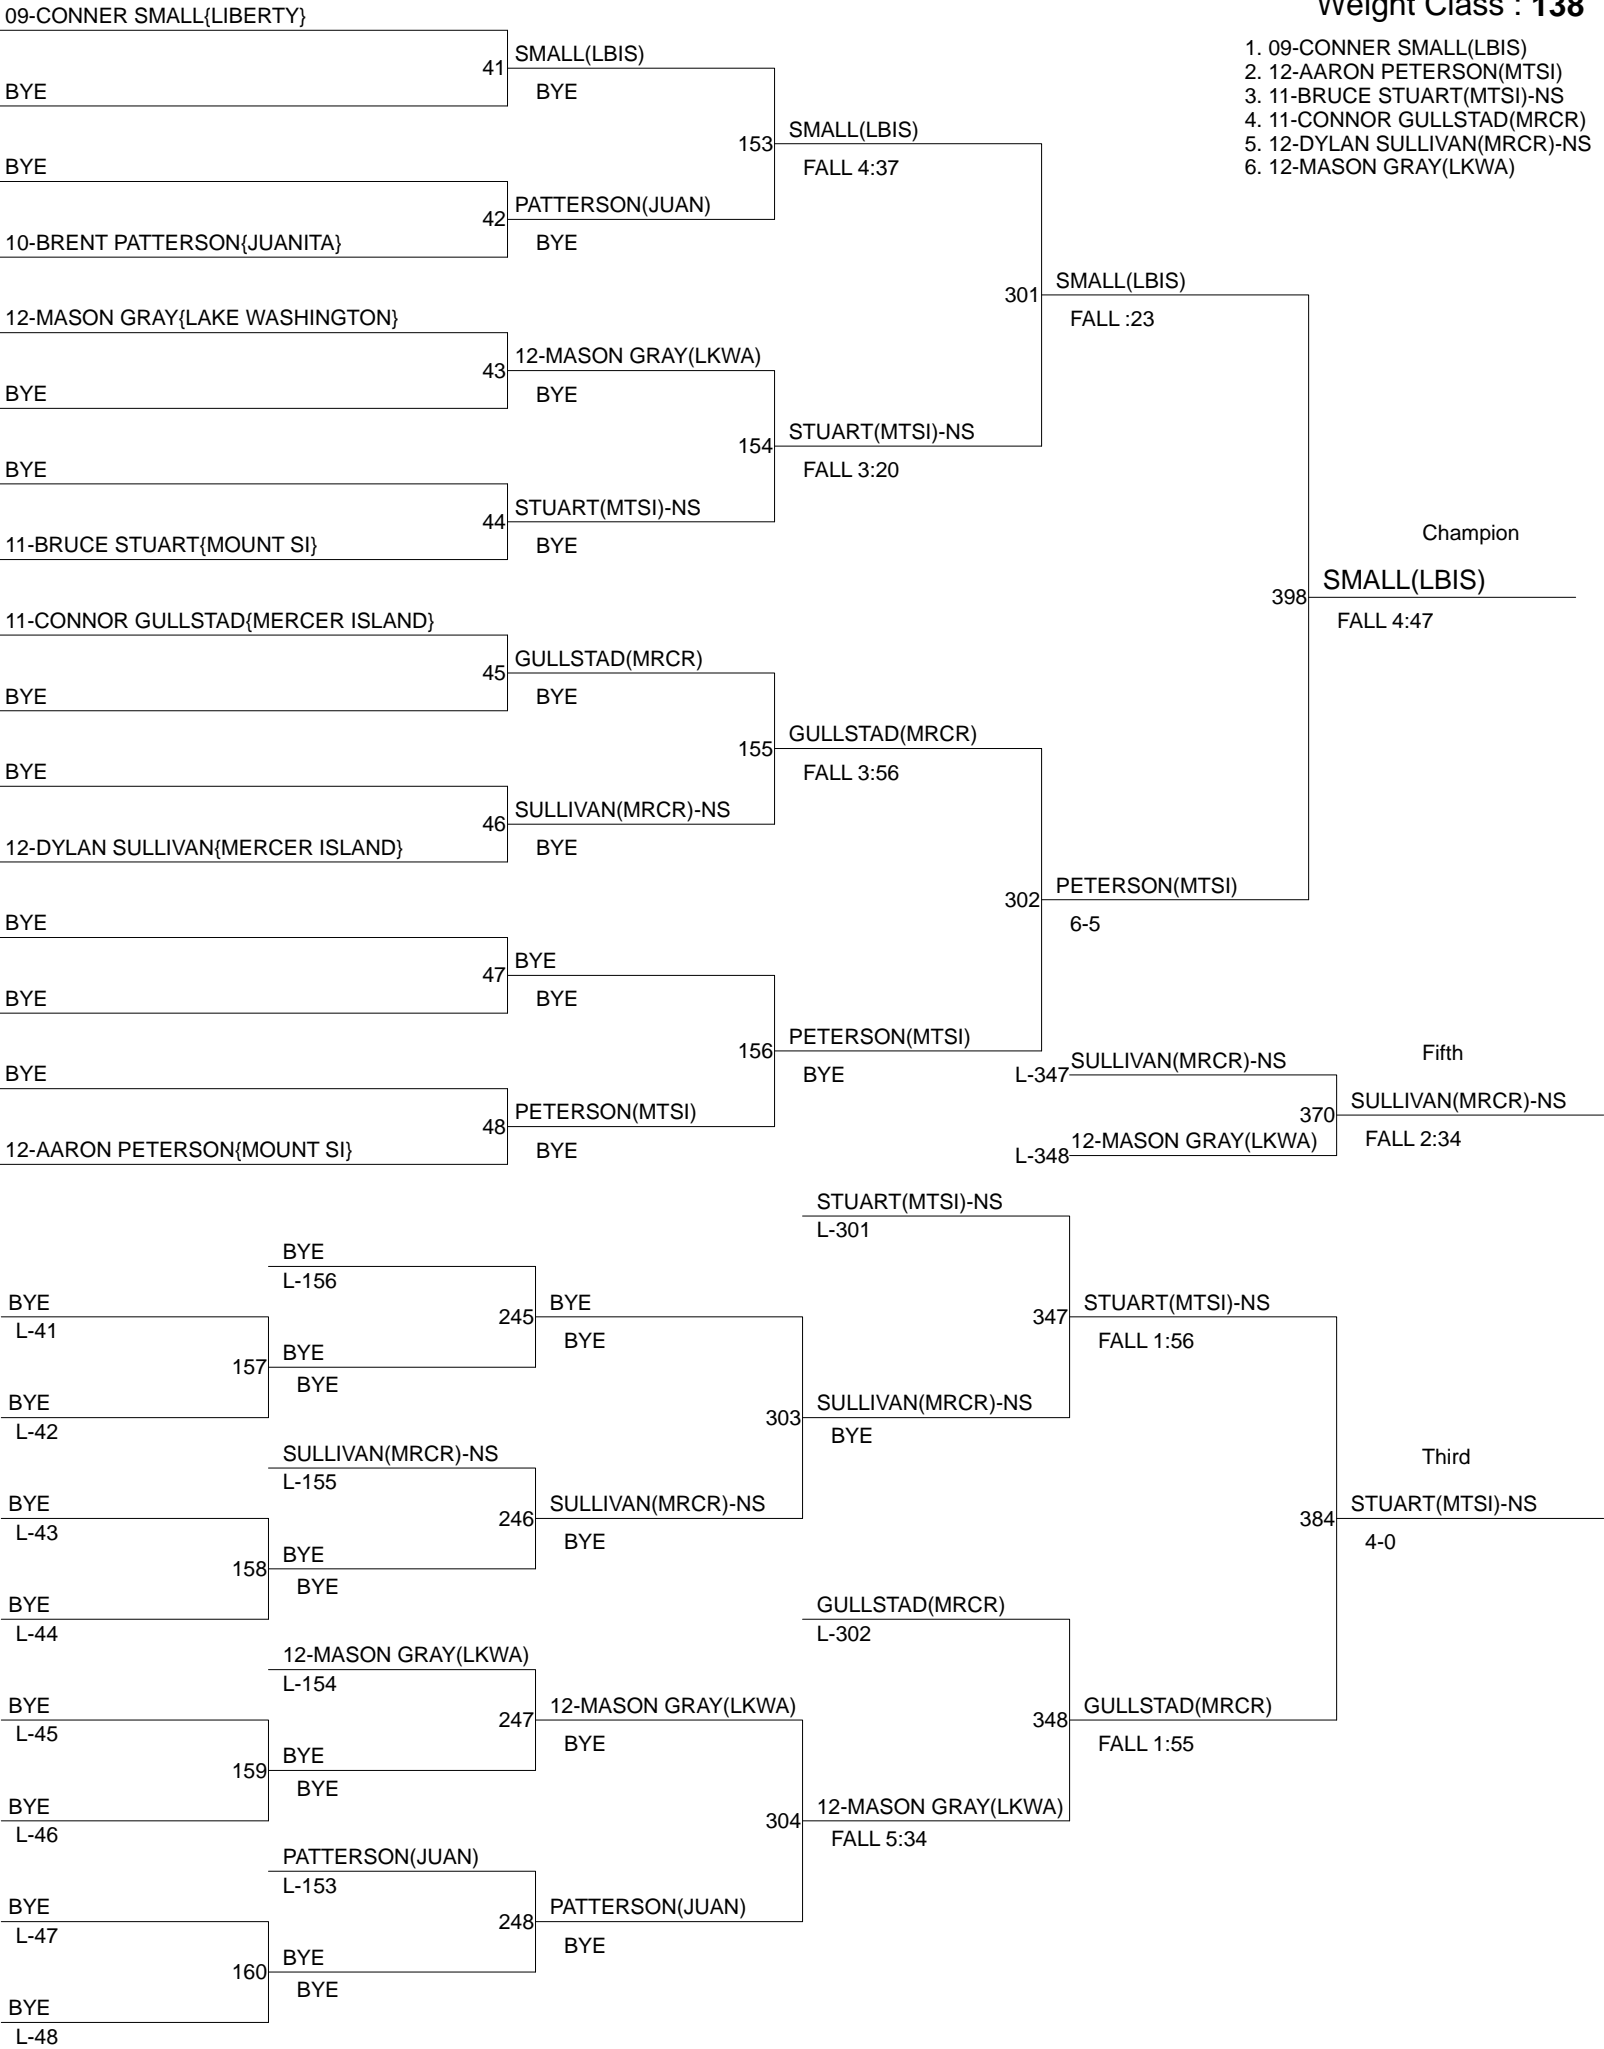 Weight Class : 138
1. 09-CONNER SMALL(LBIS)
2. 12-AARON PETERSON(MTSI)
3. 11-BRUCE STUART(MTSI)-NS
4. 11-CONNOR GULLSTAD(MRCR)
5. 12-DYLAN SULLIVAN(MRCR)-NS
6. 12-MASON GRAY(LKWA)
09-CONNER SMALL{LIBERTY}
41 SMALL(LBIS)
BYE
BYE
153 SMALL(LBIS)
FALL 4:37
BYE
42 PATTERSON(JUAN)
BYE
10-BRENT PATTERSON{JUANITA}
301 SMALL(LBIS)
FALL :23
12-MASON GRAY{LAKE WASHINGTON}
43 12-MASON GRAY(LKWA)
BYE
BYE
154 STUART(MTSI)-NS
FALL 3:20
BYE
44 STUART(MTSI)-NS
BYE
11-BRUCE STUART{MOUNT SI}
Champion
398 SMALL(LBIS)
FALL 4:47
11-CONNOR GULLSTAD{MERCER ISLAND}
45 GULLSTAD(MRCR)
BYE
BYE
155 GULLSTAD(MRCR)
FALL 3:56
BYE
46 SULLIVAN(MRCR)-NS
BYE
12-DYLAN SULLIVAN{MERCER ISLAND}
302 PETERSON(MTSI)
6-5
BYE
47 BYE
BYE
BYE
156 PETERSON(MTSI)
BYE
BYE
48 PETERSON(MTSI)
BYE
12-AARON PETERSON{MOUNT SI}
L-347 SULLIVAN(MRCR)-NS
Fifth
370 SULLIVAN(MRCR)-NS
FALL 2:34
L-348 12-MASON GRAY(LKWA)
STUART(MTSI)-NS
L-301
BYE
L-156
BYE
L-41
245 BYE
BYE
347 STUART(MTSI)-NS
FALL 1:56
157 BYE
BYE
BYE
L-42
303 SULLIVAN(MRCR)-NS
BYE
SULLIVAN(MRCR)-NS
L-155
Third
BYE
L-43
246 SULLIVAN(MRCR)-NS
BYE
384 STUART(MTSI)-NS
4-0
158 BYE
BYE
BYE
L-44
GULLSTAD(MRCR)
L-302
12-MASON GRAY(LKWA)
L-154
BYE
L-45
247 12-MASON GRAY(LKWA)
BYE
348 GULLSTAD(MRCR)
FALL 1:55
159 BYE
BYE
BYE
L-46
304 12-MASON GRAY(LKWA)
FALL 5:34
PATTERSON(JUAN)
L-153
BYE
L-47
248 PATTERSON(JUAN)
BYE
160 BYE
BYE
BYE
L-48